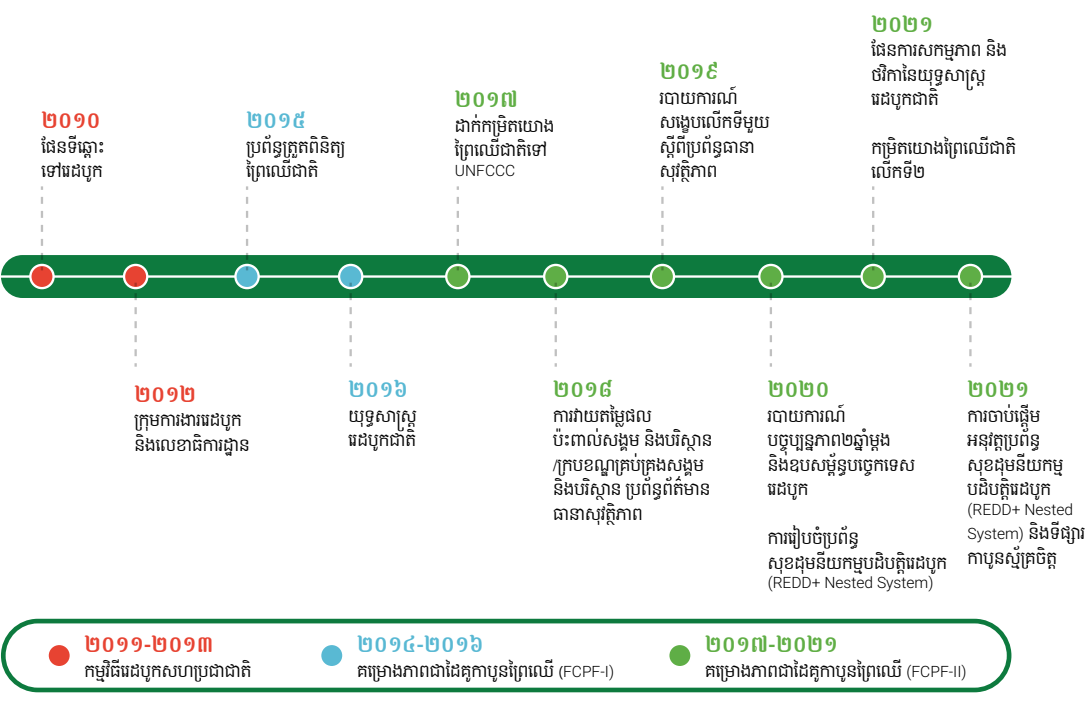 ២០១០
ផែនទីឆ្ពោះ
ទៅរេដបូក
២០១៥
ប្រព័ន្ធត្រួតពិនិត្យ
ព្រៃឈើជាតិ
២០១៧
ដាក់កម្រិតយោង
ព្រៃឈើជាតិទៅ
UNFCCC
២០១៩
របាយការណ៍
សង្ខេបលើកទីមួយ
ស្តីពីប្រព័ន្ធធានា
សុវត្ថិភាព
២០២១
ផែនការសកម្មភាព និង
ថវិកានៃយុទ្ធសាស្ត្រ
រេដបូកជាតិ
កម្រិតយោងព្រៃឈើជាតិ
លើកទី២
២០១២
ក្រុមការងាររេដបូក
និងលេខាធិការដ្ឋាន
២០១៦
យុទ្ធសាស្ត្រ
រេដបូកជាតិ
២០១៨
ការវាយតម្លៃផល
ប៉ះពាល់សង្គម និងបរិស្ថាន
/ក្របខណ្ឌគ្រប់គ្រងសង្គម
និងបរិស្ថាន ប្រព័ន្ធព័ត៌មាន
ធានាសុវត្ថិភាព
២០២០
របាយការណ៍
បច្ចុប្បន្នភាព២ឆ្នាំម្តង
និងឧបសម្ព័ន្ធបច្ចេកទេស
រេដបូក
ការរៀបចំប្រព័ន្ធ
សុខដុមនីយកម្មបដិបត្តិរេដបូក
(REDD+ Nested System)
២០២១
ការចាប់ផ្តើម
អនុវត្តប្រព័ន្ធ
សុខដុមនីយកម្ម
បដិបត្តិរេដបូក
(REDD+ Nested
System) និងទីផ្សារ
កាបូនស្ម័គ្រចិត្ត
២០១១-២០១៣
កម្មវិធីរេដបូកសហប្រជាជាតិ
២០១៤-២០១៦
គម្រោងភាពជាដៃគូកាបូនព្រៃឈើ (FCPF-I)
២០១៧-២០២១
គម្រោងភាពជាដៃគូកាបូនព្រៃឈើ (FCPF-II)